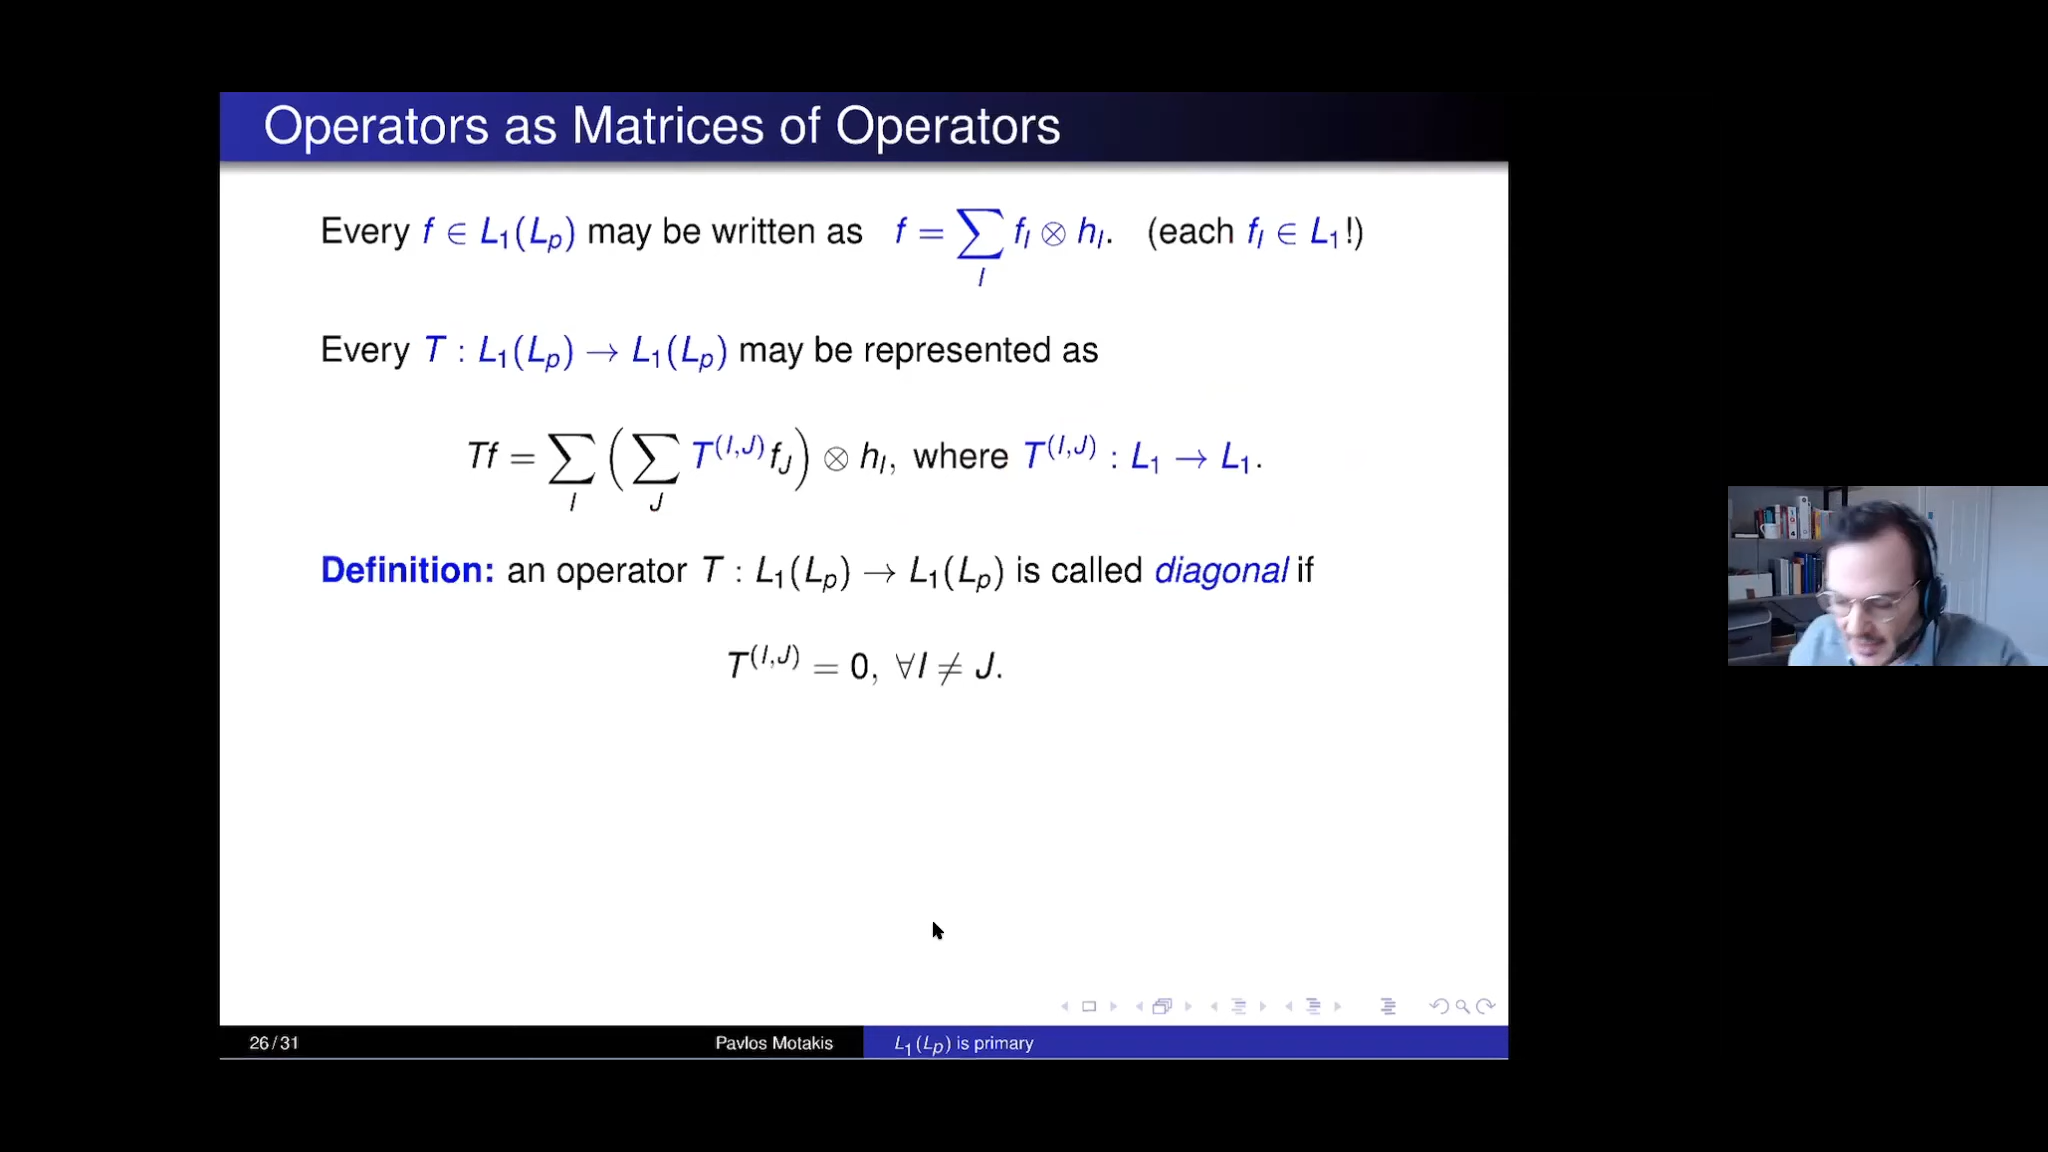 Operators as Matrices of Operators
Every f ∈ L₁(Lₚ) may be written as f = ∑_I f_I ⊗ h_I. (each f_I ∈ L₁!)
Every T : L₁(Lₚ) → L₁(Lₚ) may be represented as
Tf = ∑_I (∑_J T^(I,J) f_J) ⊗ h_I, where T^(I,J) : L₁ → L₁.
Definition: an operator T : L₁(Lₚ) → L₁(Lₚ) is called diagonal if
T^(I,J) = 0, ∀I ≠ J.
26/31 Pavlos Motakis L₁(Lₚ) is primary